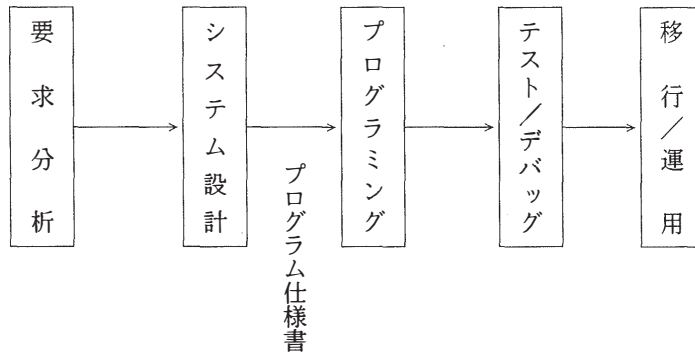 要求分析
システム設計
プログラム仕様書
プログラミング
テスト/デバッグ
移行/運用